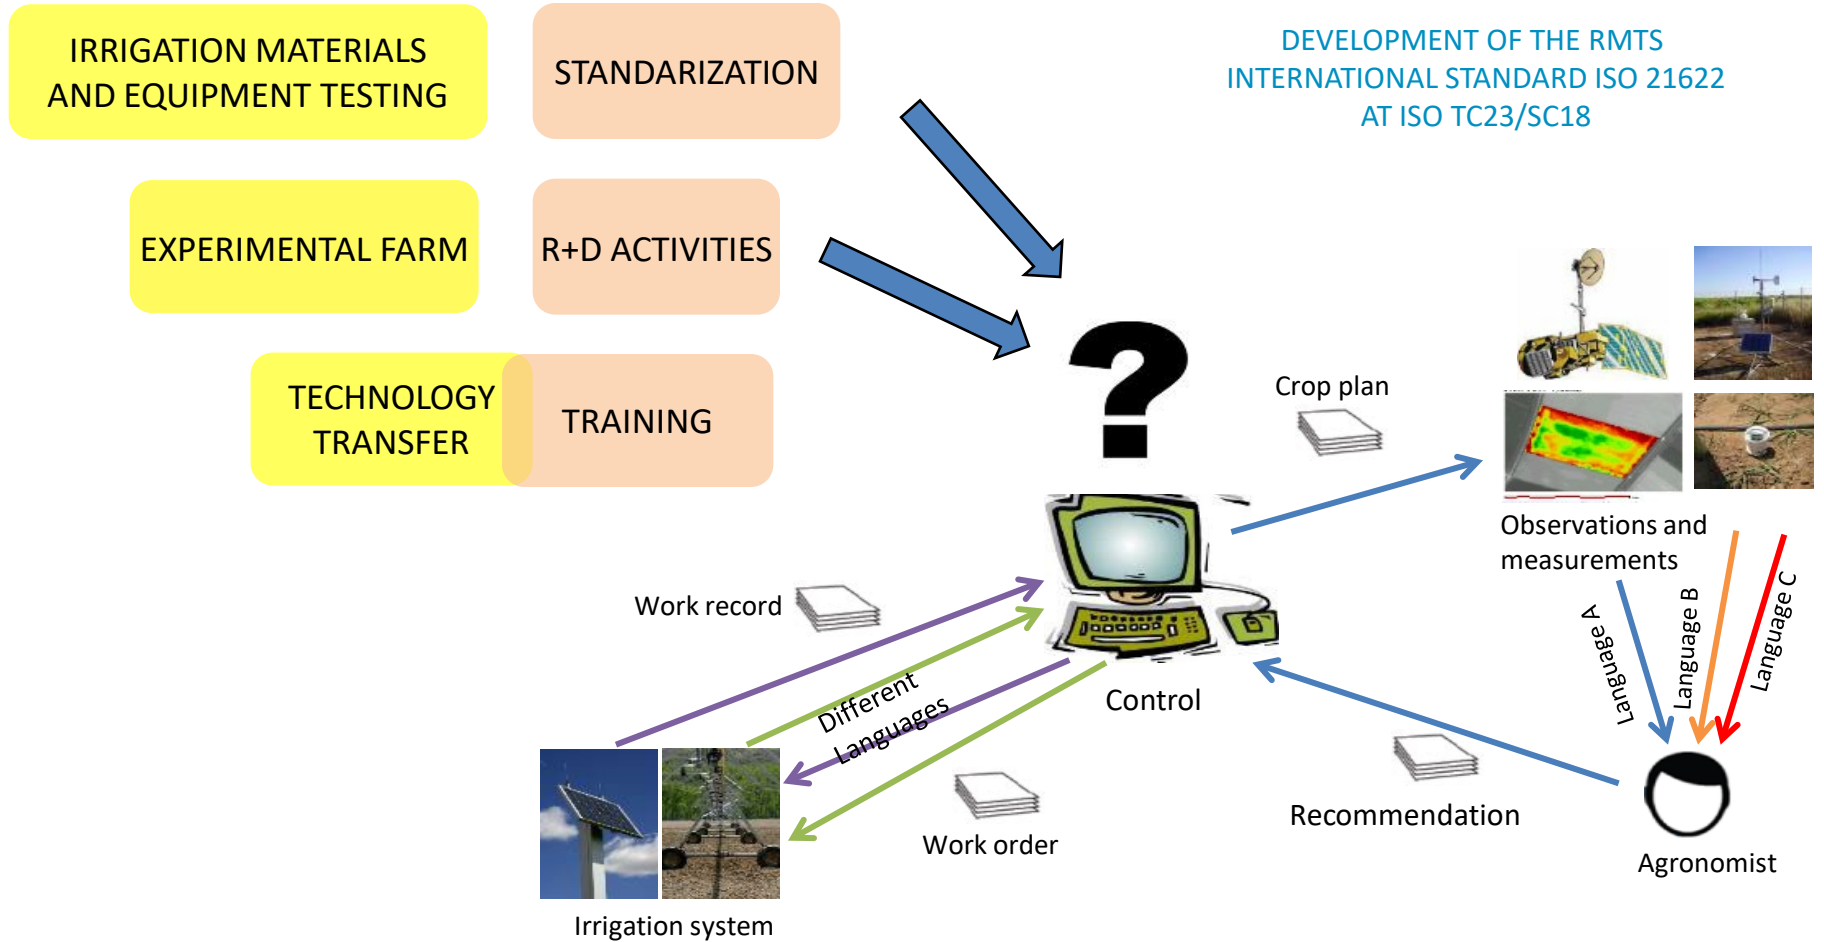 IRRIGATION MATERIALS
AND EQUIPMENT TESTING
STANDARIZATION
DEVELOPMENT OF THE RMTS
INTERNATIONAL STANDARD ISO 21622
AT ISO TC23/SC18
EXPERIMENTAL FARM
R+D ACTIVITIES
TECHNOLOGY
TRANSFER
TRAINING
Crop plan
Observations and
measurements
Work record
Language A
Language B
Language C
Different
Languages
Control
Work order
Recommendation
Agronomist
Irrigation system